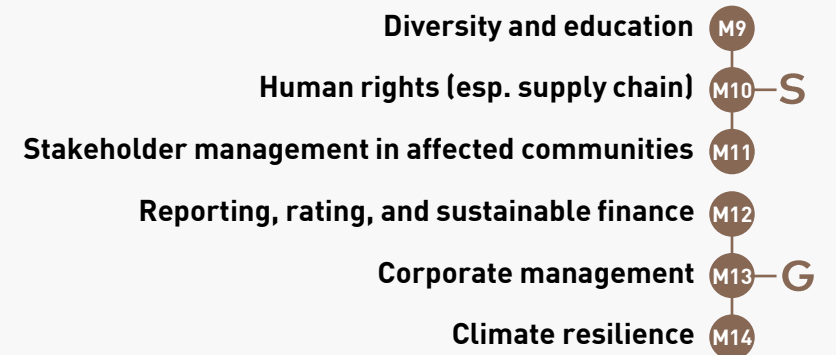 Diversity and education M9
Human rights (esp. supply chain) M10 S
Stakeholder management in affected communities M11
Reporting, rating, and sustainable finance M12
Corporate management M13 G
Climate resilience M14